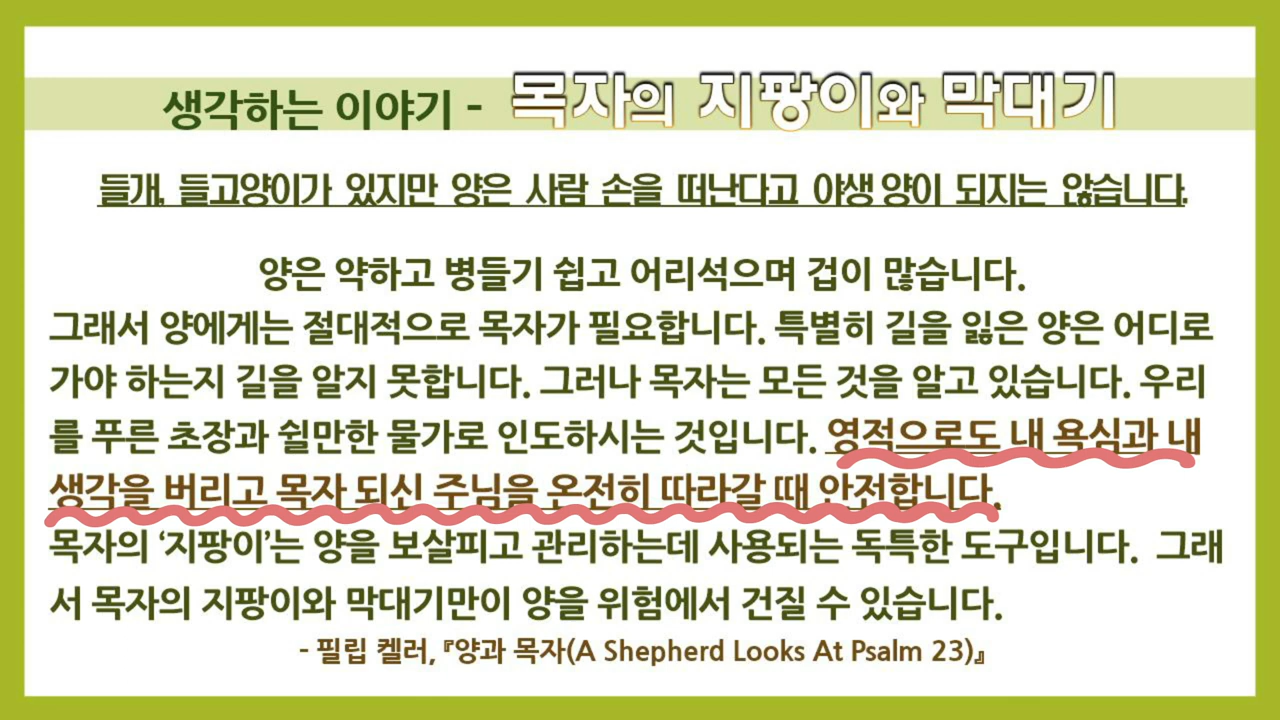 생각하는 이야기 - 목자의 지팡이와 막대기
들개, 들고양이가 있지만 양은 사람 손을 떠난다고 야생 양이 되지는 않습니다.
양은 약하고 병들기 쉽고 어리석으며 겁이 많습니다.
그래서 양에게는 절대적으로 목자가 필요합니다. 특별히 길을 잃은 양은 어디로
가야 하는지 길을 알지 못합니다. 그러나 목자는 모든 것을 알고 있습니다. 우리
를 푸른 초장과 쉴만한 물가로 인도하시는 것입니다. 영적으로도 내 욕심과 내
생각을 버리고 목자 되신 주님을 온전히 따라갈 때 안전합니다.
목자의 ‘지팡이’는 양을 보살피고 관리하는데 사용되는 독특한 도구입니다. 그래
서 목자의 지팡이와 막대기만이 양을 위험에서 건질 수 있습니다.
- 필립 켈러, 『양과 목자(A Shepherd Looks At Psalm 23)』